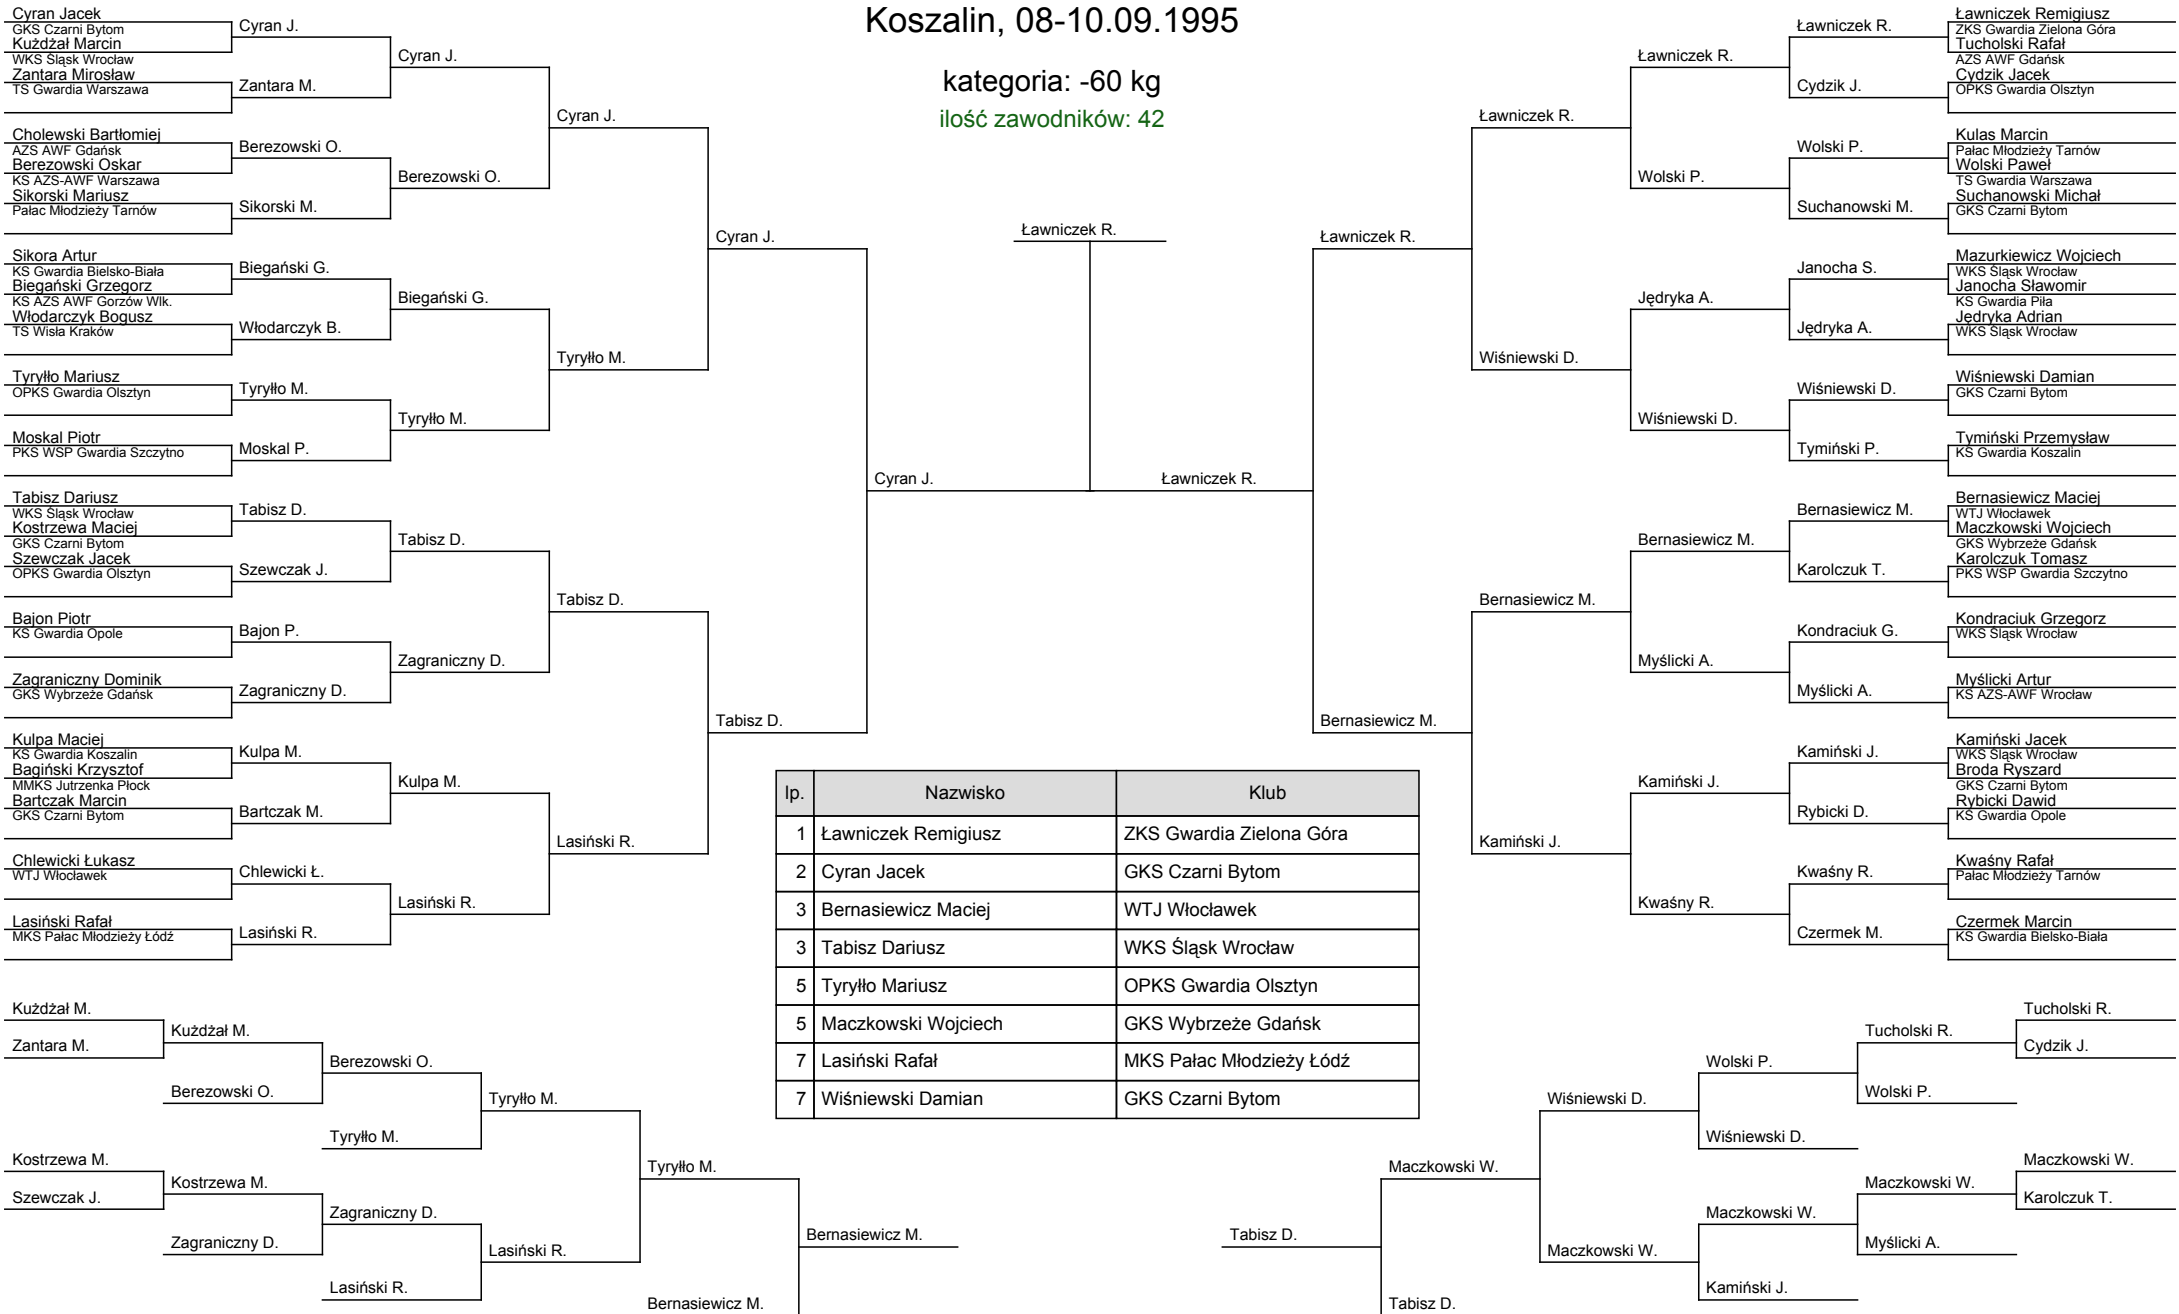 Koszalin, 08-10.09.1995
kategoria: -60 kg
ilość zawodników: 42
Cyran Jacek
GKS Czarni Bytom
Kużdżał Marcin
WKS Śląsk Wrocław
Zantara Mirosław
TS Gwardia Warszawa
Cholewski Bartłomiej
AZS AWF Gdańsk
Berezowski Oskar
KS AZS-AWF Warszawa
Sikorski Mariusz
Pałac Młodzieży Tarnów
Sikora Artur
KS Gwardia Bielsko-Biała
Biegański Grzegorz
KS AZS AWF Gorzów Wlk.
Włodarczyk Bogusz
TS Wisła Kraków
Tyryłło Mariusz
OPKS Gwardia Olsztyn
Moskal Piotr
PKS WSP Gwardia Szczytno
Tabisz Dariusz
WKS Śląsk Wrocław
Kostrzewa Maciej
GKS Czarni Bytom
Szewczak Jacek
OPKS Gwardia Olsztyn
Bajon Piotr
KS Gwardia Opole
Zagraniczny Dominik
GKS Wybrzeże Gdańsk
Kulpa Maciej
KS Gwardia Koszalin
Bagiński Krzysztof
MMKS Jutrzenka Płock
Bartczak Marcin
GKS Czarni Bytom
Chlewicki Łukasz
WTJ Włocławek
Lasiński Rafał
MKS Pałac Młodzieży Łódź
Cyran J.
Zantara M.
Berezowski O.
Sikorski M.
Biegański G.
Włodarczyk B.
Tyryłło M.
Moskal P.
Tabisz D.
Szewczak J.
Bajon P.
Zagraniczny D.
Kulpa M.
Bartczak M.
Chlewicki Ł.
Lasiński R.
Cyran J.
Berezowski O.
Biegański G.
Tyryłło M.
Tabisz D.
Zagraniczny D.
Kulpa M.
Lasiński R.
Cyran J.
Tyryłło M.
Tabisz D.
Lasiński R.
Cyran J.
Tabisz D.
Cyran J.
Ławniczek R.
Ławniczek R.
Ławniczek R.
Bernasiewicz M.
Ławniczek R.
Wiśniewski D.
Bernasiewicz M.
Kamiński J.
Ławniczek R.
Wolski P.
Jędryka A.
Wiśniewski D.
Bernasiewicz M.
Myślicki A.
Kamiński J.
Kwaśny R.
Ławniczek R.
Cydzik J.
Wolski P.
Suchanowski M.
Janocha S.
Jędryka A.
Wiśniewski D.
Tymiński P.
Bernasiewicz M.
Karolczuk T.
Kondraciuk G.
Myślicki A.
Kamiński J.
Rybicki D.
Kwaśny R.
Czermek M.
Ławniczek Remigiusz
ZKS Gwardia Zielona Góra
Tucholski Rafał
AZS AWF Gdańsk
Cydzik Jacek
OPKS Gwardia Olsztyn
Kulas Marcin
Pałac Młodzieży Tarnów
Wolski Paweł
TS Gwardia Warszawa
Suchanowski Michał
GKS Czarni Bytom
Mazurkiewicz Wojciech
WKS Śląsk Wrocław
Janocha Sławomir
KS Gwardia Piła
Jędryka Adrian
WKS Śląsk Wrocław
Wiśniewski Damian
GKS Czarni Bytom
Tymiński Przemysław
KS Gwardia Koszalin
Bernasiewicz Maciej
WTJ Włocławek
Maczkowski Wojciech
GKS Wybrzeże Gdańsk
Karolczuk Tomasz
PKS WSP Gwardia Szczytno
Kondraciuk Grzegorz
WKS Śląsk Wrocław
Myślicki Artur
KS AZS-AWF Wrocław
Kamiński Jacek
WKS Śląsk Wrocław
Broda Ryszard
GKS Czarni Bytom
Rybicki Dawid
KS Gwardia Opole
Kwaśny Rafał
Pałac Młodzieży Tarnów
Czermek Marcin
KS Gwardia Bielsko-Biała
lp. Nazwisko Klub
1 Ławniczek Remigiusz ZKS Gwardia Zielona Góra
2 Cyran Jacek GKS Czarni Bytom
3 Bernasiewicz Maciej WTJ Włocławek
3 Tabisz Dariusz WKS Śląsk Wrocław
5 Tyryłło Mariusz OPKS Gwardia Olsztyn
5 Maczkowski Wojciech GKS Wybrzeże Gdańsk
7 Lasiński Rafał MKS Pałac Młodzieży Łódź
7 Wiśniewski Damian GKS Czarni Bytom
Kużdżał M.
Zantara M.
Kostrzewa M.
Szewczak J.
Kużdżał M.
Berezowski O.
Kostrzewa M.
Zagraniczny D.
Berezowski O.
Tyryłło M.
Zagraniczny D.
Lasiński R.
Tyryłło M.
Lasiński R.
Tyryłło M.
Bernasiewicz M.
Bernasiewicz M.
Tabisz D.
Maczkowski W.
Tabisz D.
Wiśniewski D.
Maczkowski W.
Wolski P.
Wiśniewski D.
Maczkowski W.
Kamiński J.
Tucholski R.
Wolski P.
Maczkowski W.
Myślicki A.
Tucholski R.
Cydzik J.
Maczkowski W.
Karolczuk T.